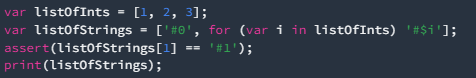 var listOfInts = [1, 2, 3];
var listOfStrings = ['#0', for (var i in listOfInts) '#$i'];
assert(listOfStrings[1] == '#1');
print(listOfStrings);